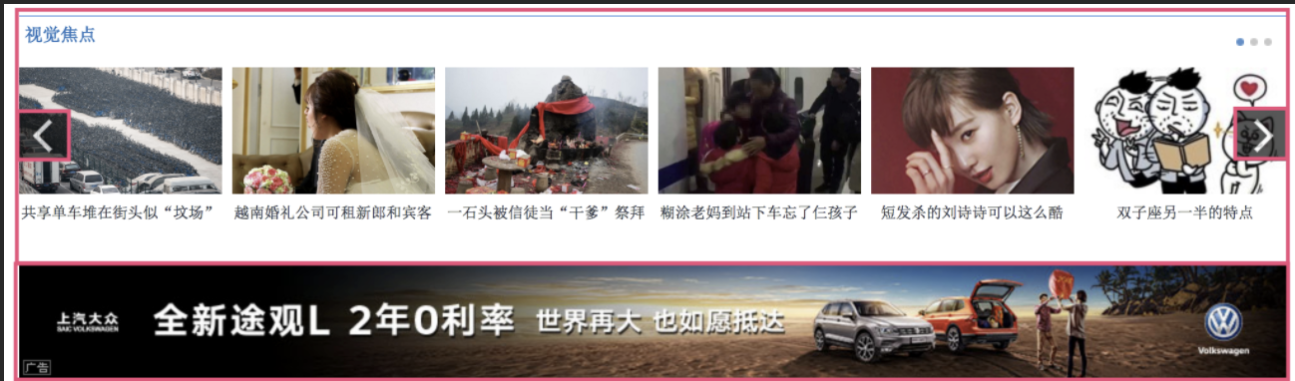 视觉焦点
共享单车堆在街头似“坟场”
越南婚礼公司可租新郎和宾客
一石头被信徒当“干爹”祭拜
糊涂老妈到站下车忘了仨孩子
短发杀的刘诗诗可以这么酷
双子座另一半的特点
上汽大众
SAIC VOLKSWAGEN
全新途观L 2年0利率 世界再大 也如愿抵达
Volkswagen
广告